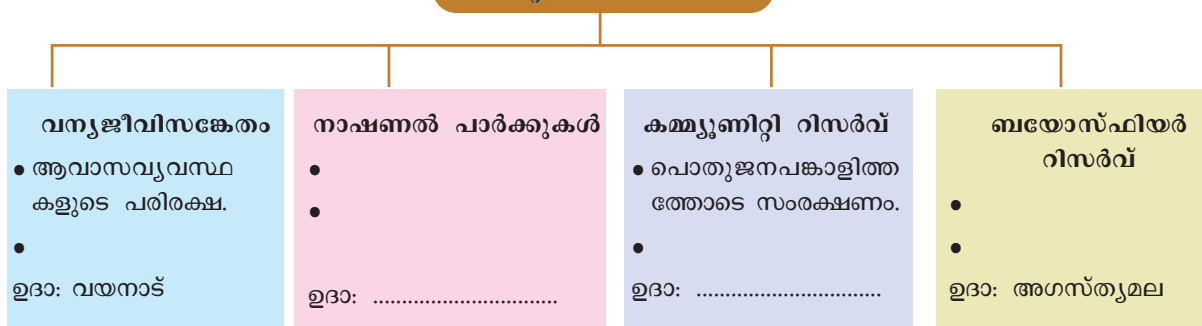 വന്യജീവിസങ്കേതം
• ആവാസവ്യവസ്ഥ
കളുടെ പരിരക്ഷ.
•
ഉദാ: വയനാട്
നാഷണൽ പാർക്കുകൾ
•
•
ഉദാ: ................................
കമ്മ്യൂണിറ്റി റിസർവ്
• പൊതുജനപങ്കാളിത്ത
ത്തോടെ സംരക്ഷണം.
•
ഉദാ: ................................
ബയോസ്ഫിയർ
റിസർവ്
•
•
ഉദാ: അഗസ്ത്യമല